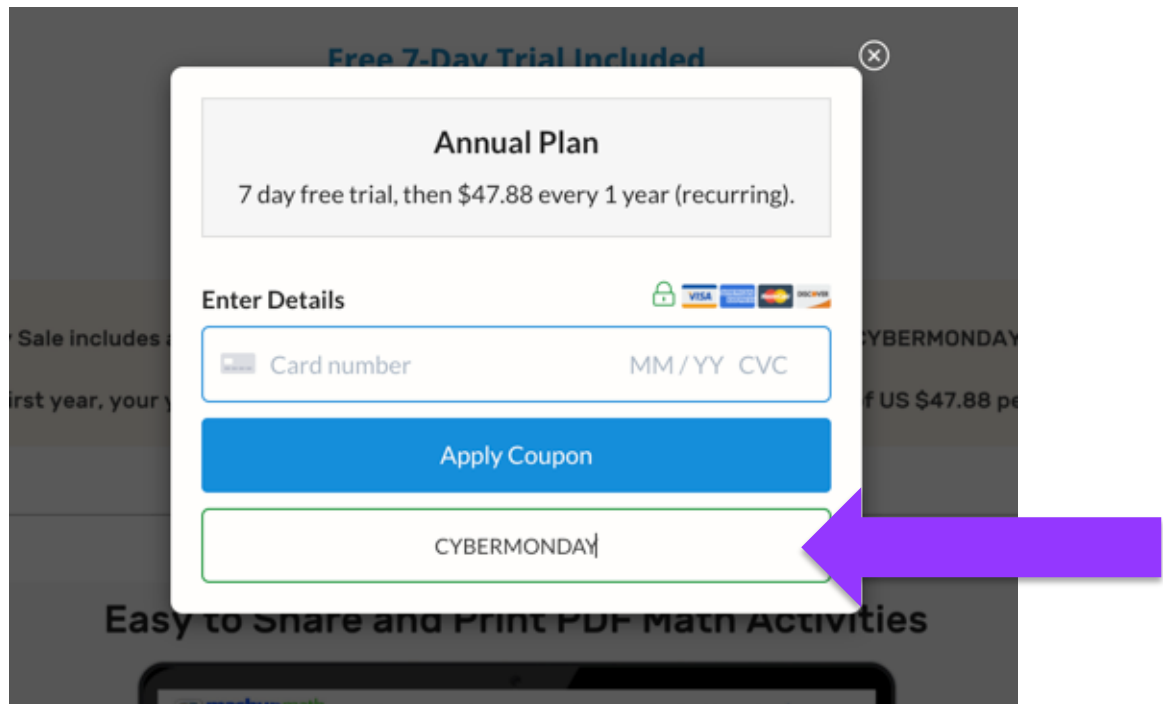 Free 7-Day Trial Included
Annual Plan
7 day free trial, then $47.88 every 1 year (recurring).
Enter Details
VISA
DISCOVER
Sale includes
CYBERMONDAY
Card number MM / YY CVC
irst year, your
f US $47.88 pe
Apply Coupon
CYBERMONDAY
Easy to Share and Print PDF Math Activities